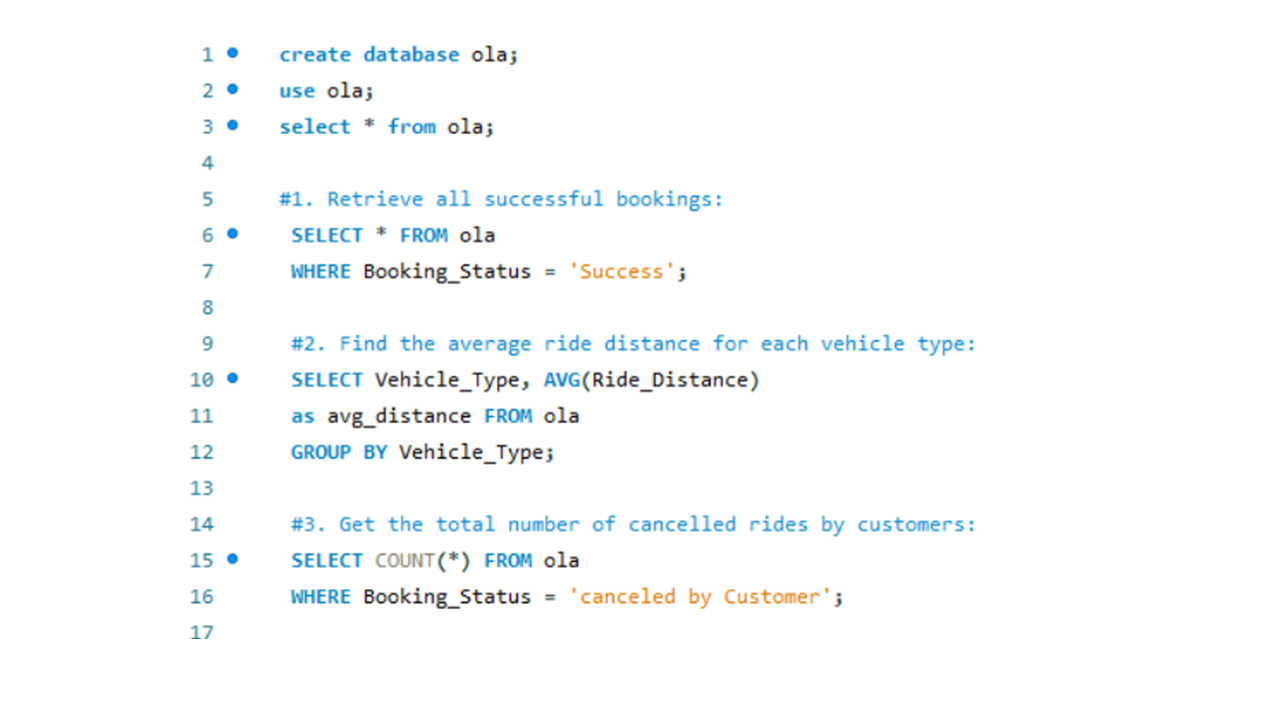 1 create database ola;
2 use ola;
3 select * from ola;
4
5 #1. Retrieve all successful bookings:
6 SELECT * FROM ola
7 WHERE Booking_Status = 'Success';
8
9 #2. Find the average ride distance for each vehicle type:
10 SELECT Vehicle_Type, AVG(Ride_Distance)
11 as avg_distance FROM ola
12 GROUP BY Vehicle_Type;
13
14 #3. Get the total number of cancelled rides by customers:
15 SELECT COUNT(*) FROM ola
16 WHERE Booking_Status = 'canceled by Customer';
17